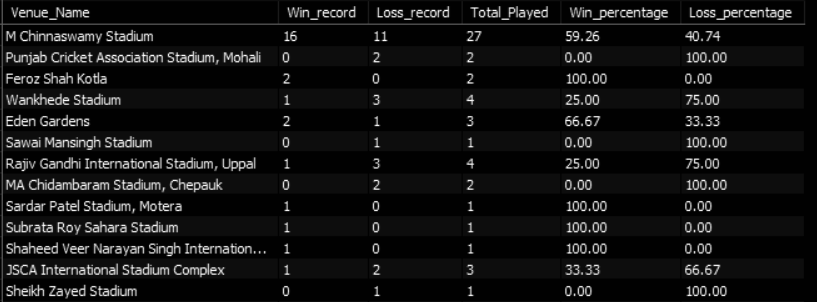 Venue_Name Win_record Loss_record Total_Played Win_percentage Loss_percentage
M Chinnaswamy Stadium 16 11 27 59.26 40.74
Punjab Cricket Association Stadium, Mohali 0 2 2 0.00 100.00
Feroz Shah Kotla 2 0 2 100.00 0.00
Wankhede Stadium 1 3 4 25.00 75.00
Eden Gardens 2 1 3 66.67 33.33
Sawai Mansingh Stadium 0 1 1 0.00 100.00
Rajiv Gandhi International Stadium, Uppal 1 3 4 25.00 75.00
MA Chidambaram Stadium, Chepauk 0 2 2 0.00 100.00
Sardar Patel Stadium, Motera 1 0 1 100.00 0.00
Subrata Roy Sahara Stadium 1 0 1 100.00 0.00
Shaheed Veer Narayan Singh Internation... 1 0 1 100.00 0.00
JSCA International Stadium Complex 1 2 3 33.33 66.67
Sheikh Zayed Stadium 0 1 1 0.00 100.00